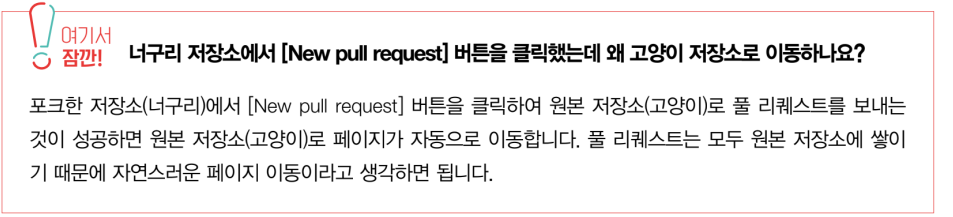 여기서
잠깐!
너구리 저장소에서 [New pull request] 버튼을 클릭했는데 왜 고양이 저장소로 이동하나요?
포크한 저장소(너구리)에서 [New pull request] 버튼을 클릭하여 원본 저장소(고양이)로 풀 리퀘스트를 보내는
것이 성공하면 원본 저장소(고양이)로 페이지가 자동으로 이동합니다. 풀 리퀘스트는 모두 원본 저장소에 쌓이
기 때문에 자연스러운 페이지 이동이라고 생각하면 됩니다.